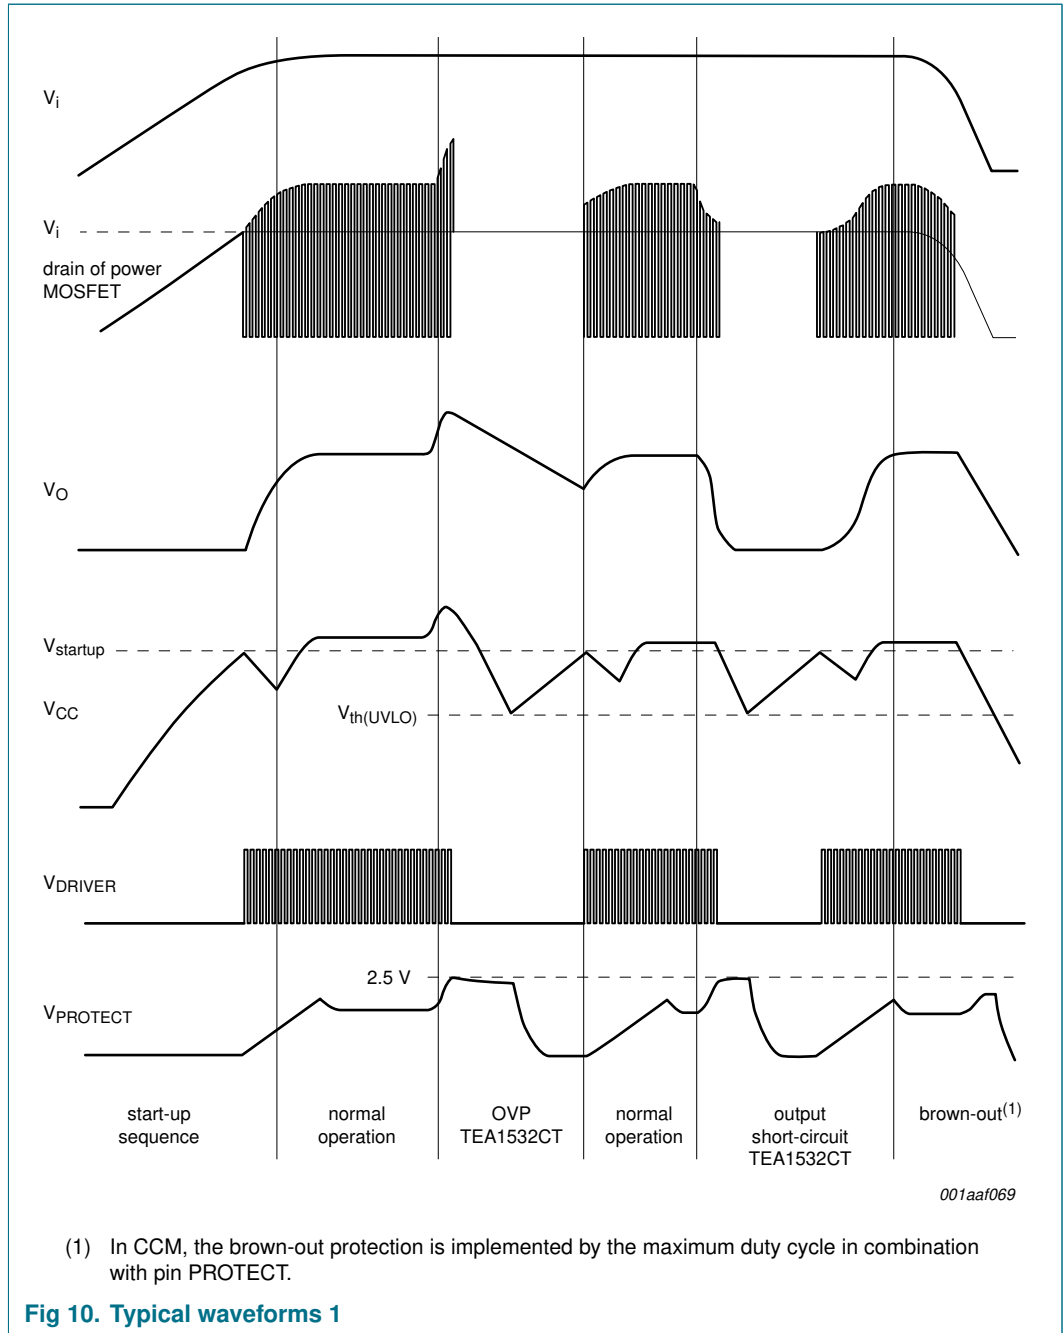 Vi
Vi
drain of power
MOSFET
VO
Vstartup
VCC
Vth(UVLO)
VDRIVER
2.5 V
VPROTECT
start-up
sequence
normal
operation
OVP
TEA1532CT
normal
operation
output
short-circuit
TEA1532CT
brown-out(1)
001aaf069
(1) In CCM, the brown-out protection is implemented by the maximum duty cycle in combination
with pin PROTECT.
Fig 10. Typical waveforms 1